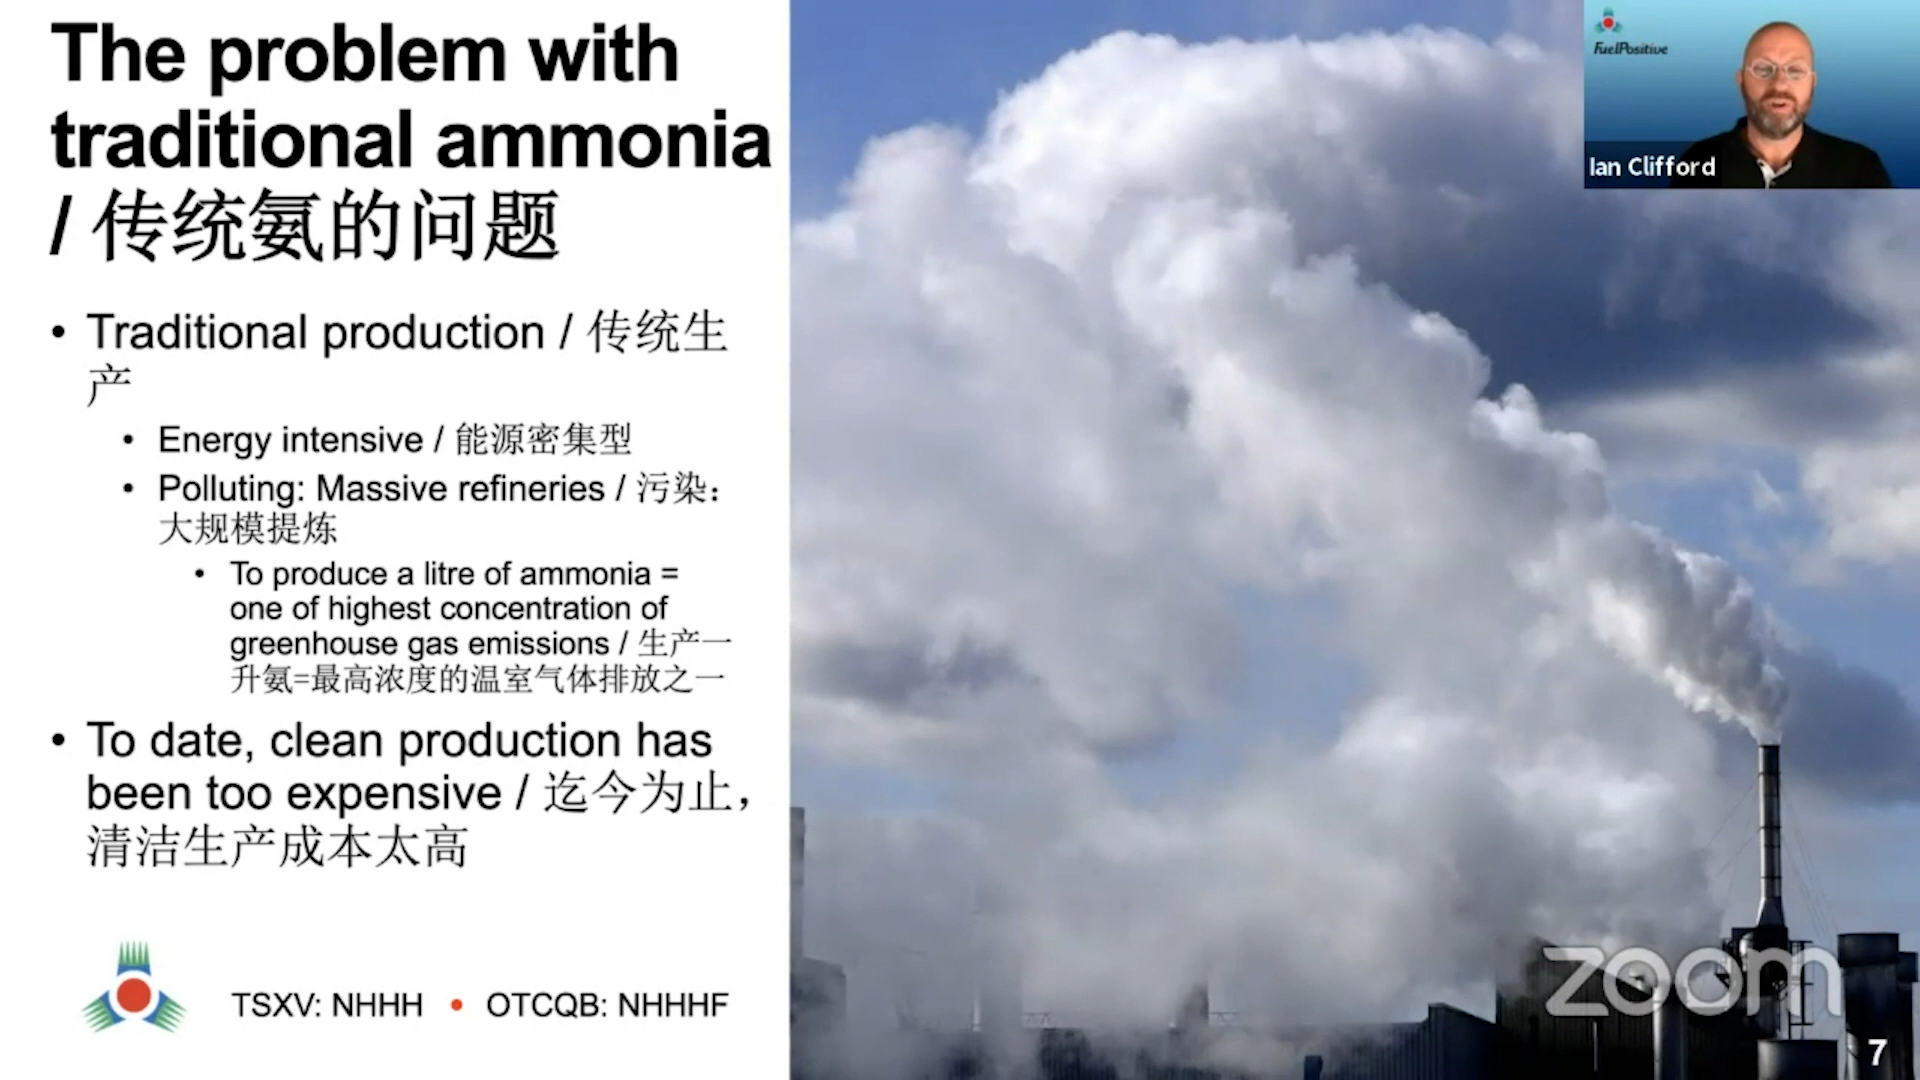 The problem with
traditional ammonia
/ 传统氨的问题
• Traditional production / 传统生
产
• Energy intensive / 能源密集型
• Polluting: Massive refineries / 污染:
大规模提炼
• To produce a litre of ammonia =
one of highest concentration of
greenhouse gas emissions / 生产一
升氨=最高浓度的温室气体排放之一
• To date, clean production has
been too expensive / 迄今为止,
清洁生产成本太高
TSXV: NHHH • OTCQB: NHHHF
FuelPositive
Ian Clifford
zoom
7